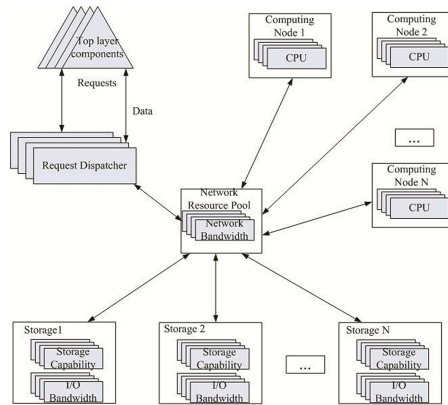 Top layer
components
Requests
Data
Request Dispatcher
Computing
Node 1
CPU
Computing
Node 2
CPU
...
Computing
Node N
CPU
Network
Resource Pool
Network
Bandwidth
Storage1
Storage
Capability
I/O
Bandwidth
Storage 2
Storage
Capability
I/O
Bandwidth
...
Storage N
Storage
Capability
I/O
Bandwidth